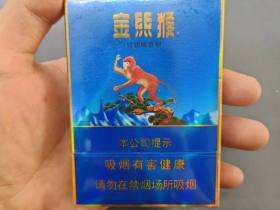 金熊猴
本公司提示
吸烟有害健康
请勿在禁烟场所吸烟